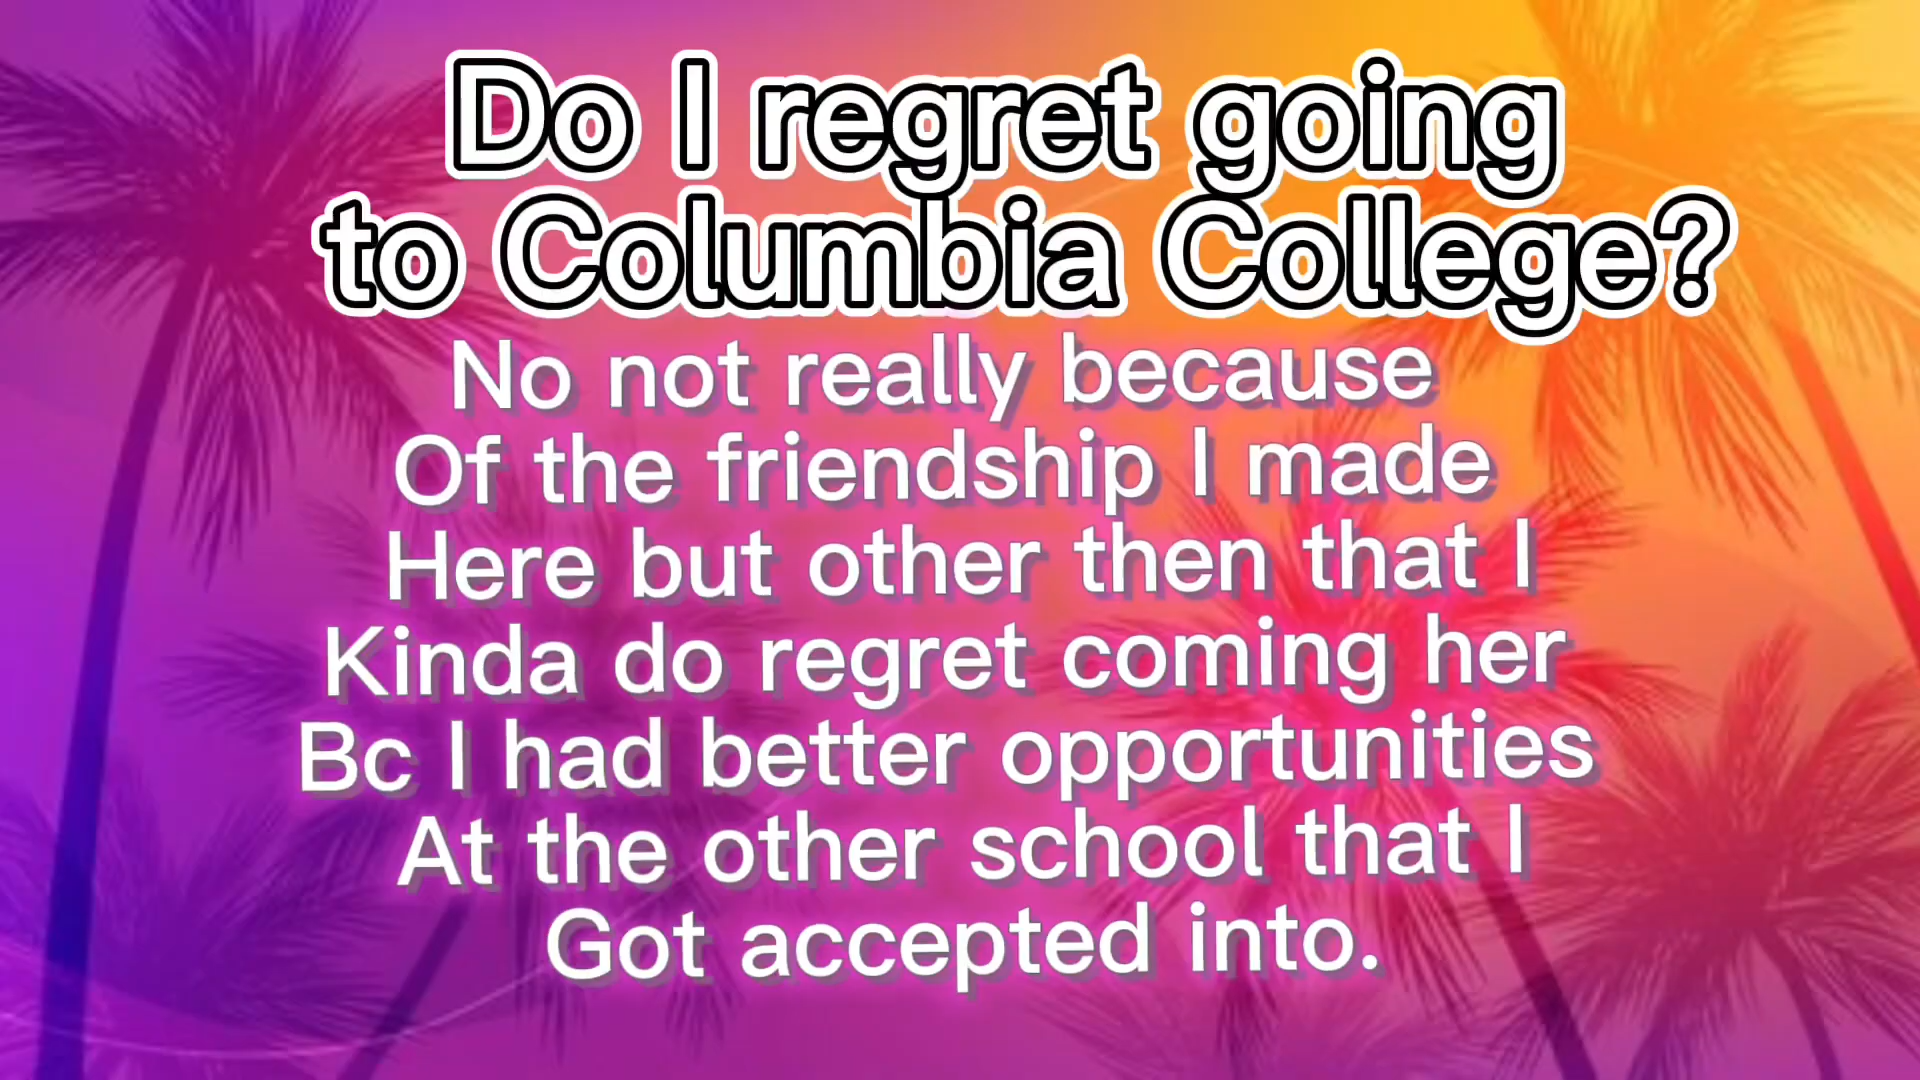 Do I regret going
to Columbia College?
No not really because
Of the friendship I made
Here but other then that I
Kinda do regret coming her
Bc I had better opportunities
At the other school that I
Got accepted into.